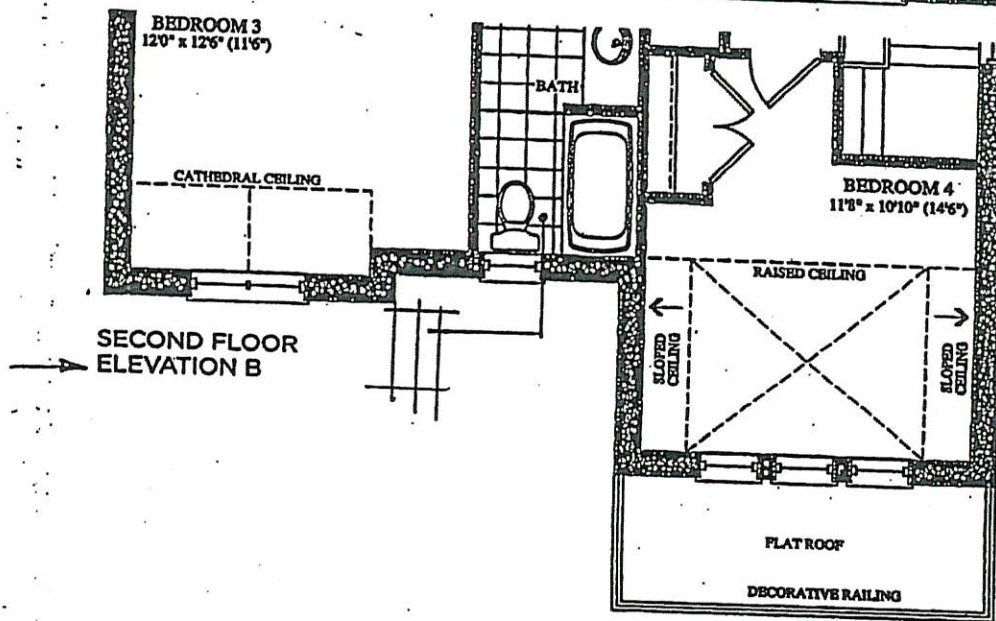 BEDROOM 3
12'0" x 12'6" (11'6")
BATH
CATHEDRAL CEILING
BEDROOM 4
11'8" x 10'10" (14'6")
RAISED CEILING
SLOPED
CEILING
SLOPED
CEILING
SECOND FLOOR
ELEVATION B
FLAT ROOF
DECORATIVE RAILING